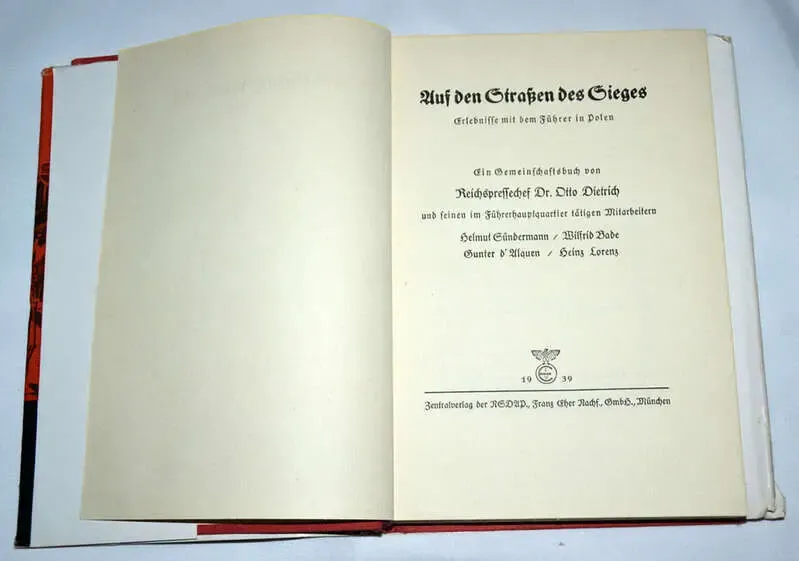 Auf den Straßen des Sieges
Erlebnisse mit dem Führer in Polen
Ein Gemeinschaftsbuch von
Reichspressechef Dr. Otto Dietrich
und seinen im Führerhauptquartier tätigen Mitarbeitern
Helmut Sündermann / Wilfrid Bade
Gunter d'Alquen / Heinz Lorenz
1939
Zentralverlag der NSDAP., Franz Eher Nachf., GmbH., München